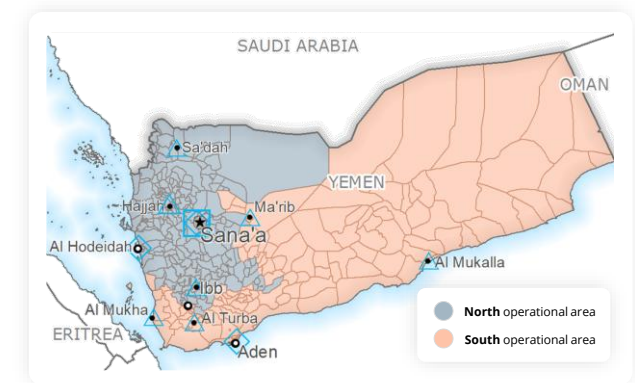 SAUDI ARABIA
OMAN
Sa'dah
YEMEN
Hajjah
Ma'rib
Sana'a
Al Hodeidah
Al Mukalla
Ibb
Al Mukha
Al Turba
ERITREA
Aden
North operational area
South operational area